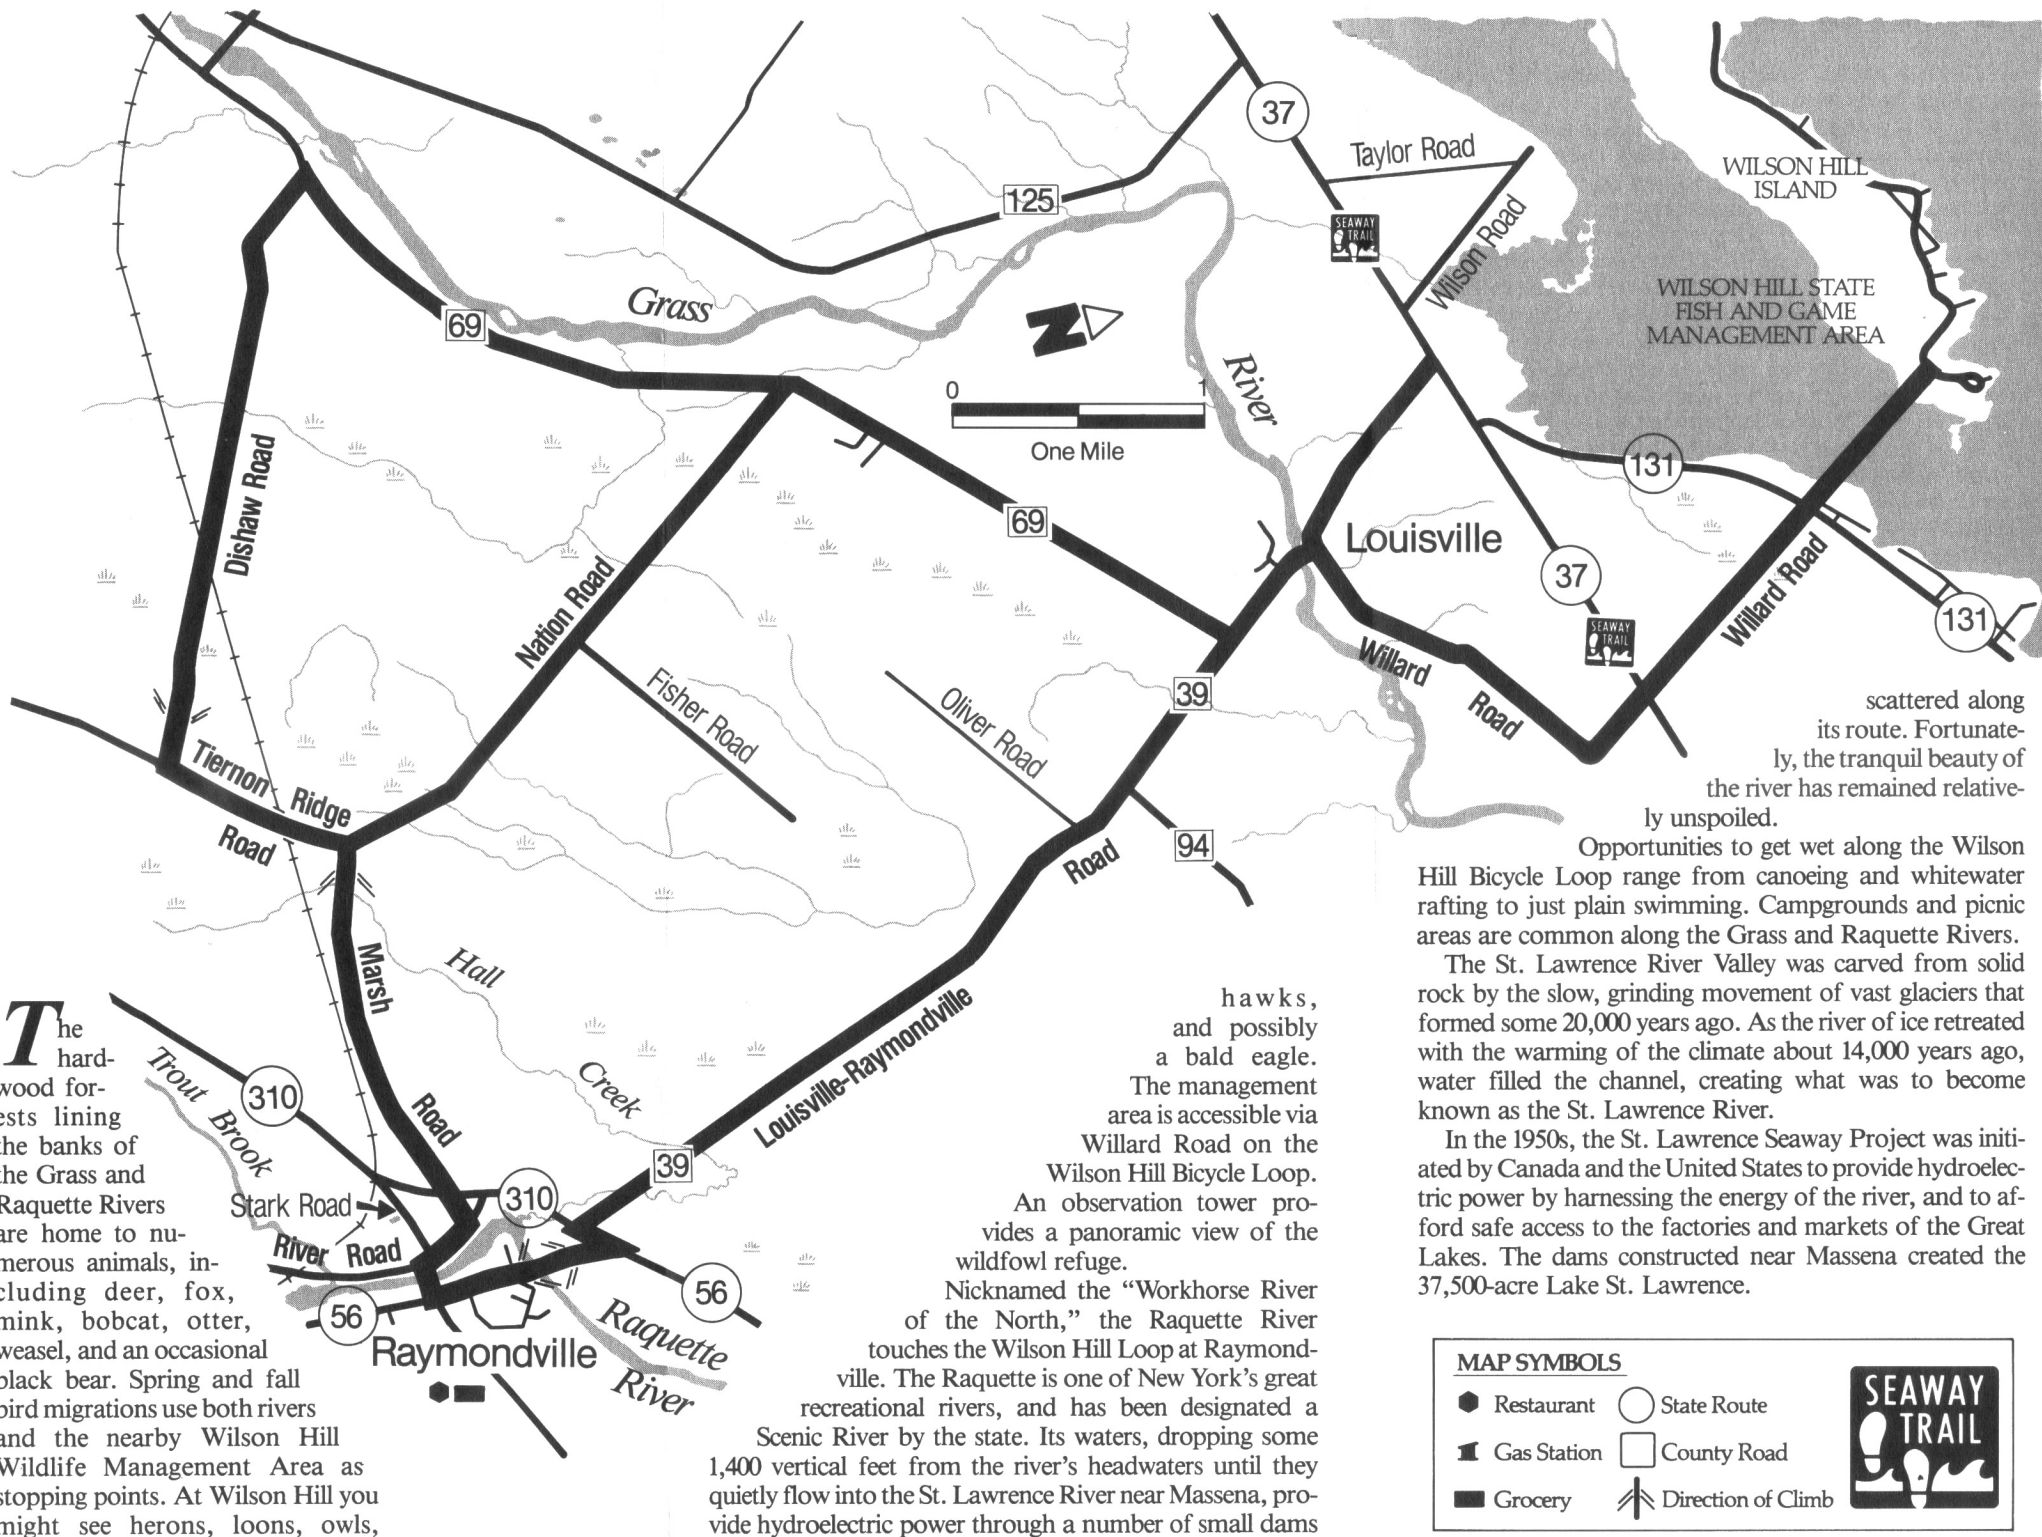 37
Taylor Road
WILSON HILL
ISLAND
125
SEAWAY
TRAIL
Wilson Road
WILSON HILL STATE
FISH AND GAME
MANAGEMENT AREA
Grass
69
N
River
0 1
One Mile
131
Dishaw Road
69
Louisville
37
Nation Road
Willard Road
131
SEAWAY
TRAIL
Willard
Road
Fisher Road
Oliver Road
39
Tiernon Ridge
Road
94
Road
Marsh
Hall
Creek
Louisville-Raymondville
Trout
Brook
310
Road
39
Stark Road
310
River Road
56
56
Raquette
River
Raymondville
The
hard-
wood for-
ests lining
the banks of
the Grass and
Raquette Rivers
are home to nu-
merous animals, in-
cluding deer, fox,
mink, bobcat, otter,
weasel, and an occasional
black bear. Spring and fall
bird migrations use both rivers
and the nearby Wilson Hill
Wildlife Management Area as
stopping points. At Wilson Hill you
might see herons, loons, owls,
hawks,
and possibly
a bald eagle.
The management
area is accessible via
Willard Road on the
Wilson Hill Bicycle Loop.
An observation tower pro-
vides a panoramic view of the
wildfowl refuge.
Nicknamed the “Workhorse River
of the North,” the Raquette River
touches the Wilson Hill Loop at Raymond-
ville. The Raquette is one of New York’s great
recreational rivers, and has been designated a
Scenic River by the state. Its waters, dropping some
1,400 vertical feet from the river’s headwaters until they
quietly flow into the St. Lawrence River near Massena, pro-
vide hydroelectric power through a number of small dams
scattered along
its route. Fortunate-
ly, the tranquil beauty of
the river has remained relative-
ly unspoiled.
Opportunities to get wet along the Wilson
Hill Bicycle Loop range from canoeing and whitewater
rafting to just plain swimming. Campgrounds and picnic
areas are common along the Grass and Raquette Rivers.
The St. Lawrence River Valley was carved from solid
rock by the slow, grinding movement of vast glaciers that
formed some 20,000 years ago. As the river of ice retreated
with the warming of the climate about 14,000 years ago,
water filled the channel, creating what was to become
known as the St. Lawrence River.
In the 1950s, the St. Lawrence Seaway Project was initi-
ated by Canada and the United States to provide hydroelec-
tric power by harnessing the energy of the river, and to af-
ford safe access to the factories and markets of the Great
Lakes. The dams constructed near Massena created the
37,500-acre Lake St. Lawrence.
MAP SYMBOLS
Restaurant
State Route
Gas Station
County Road
Grocery
Direction of Climb
SEAWAY
TRAIL